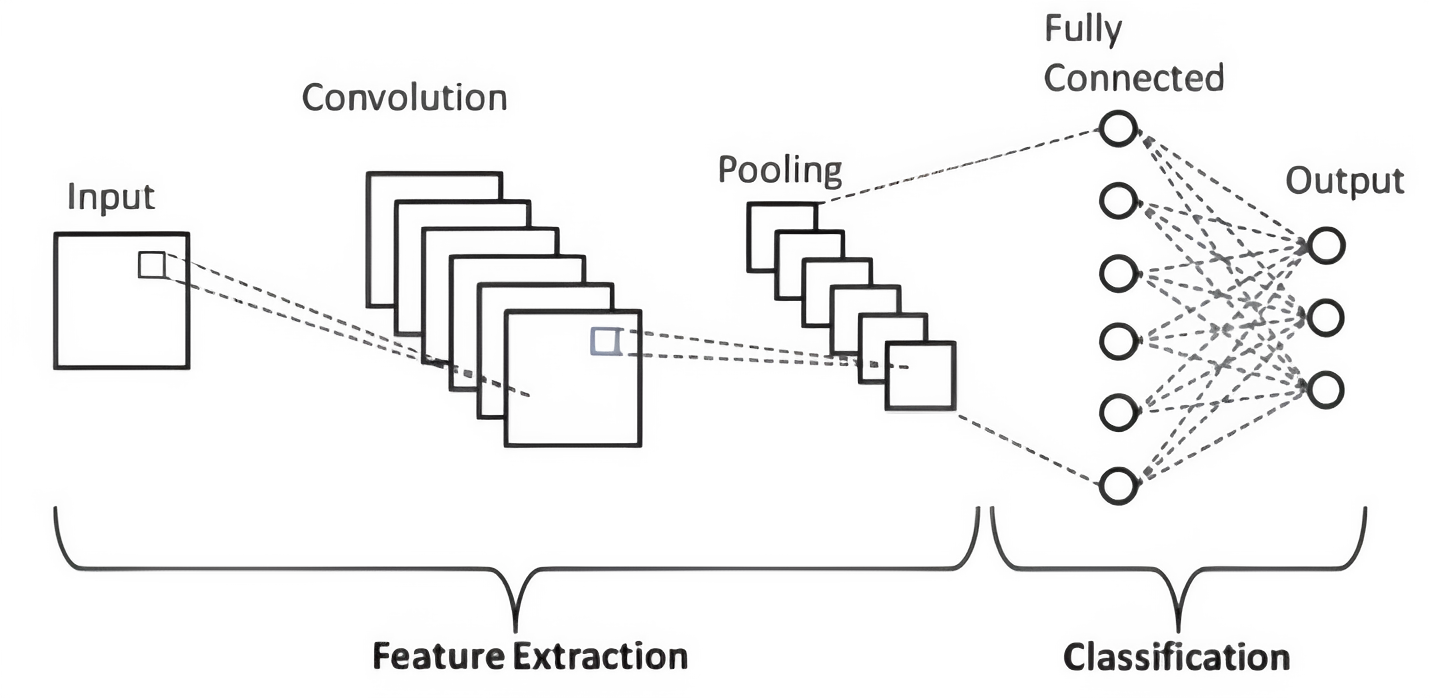 Input
Convolution
Pooling
Fully
Connected
Output
Feature Extraction
Classification